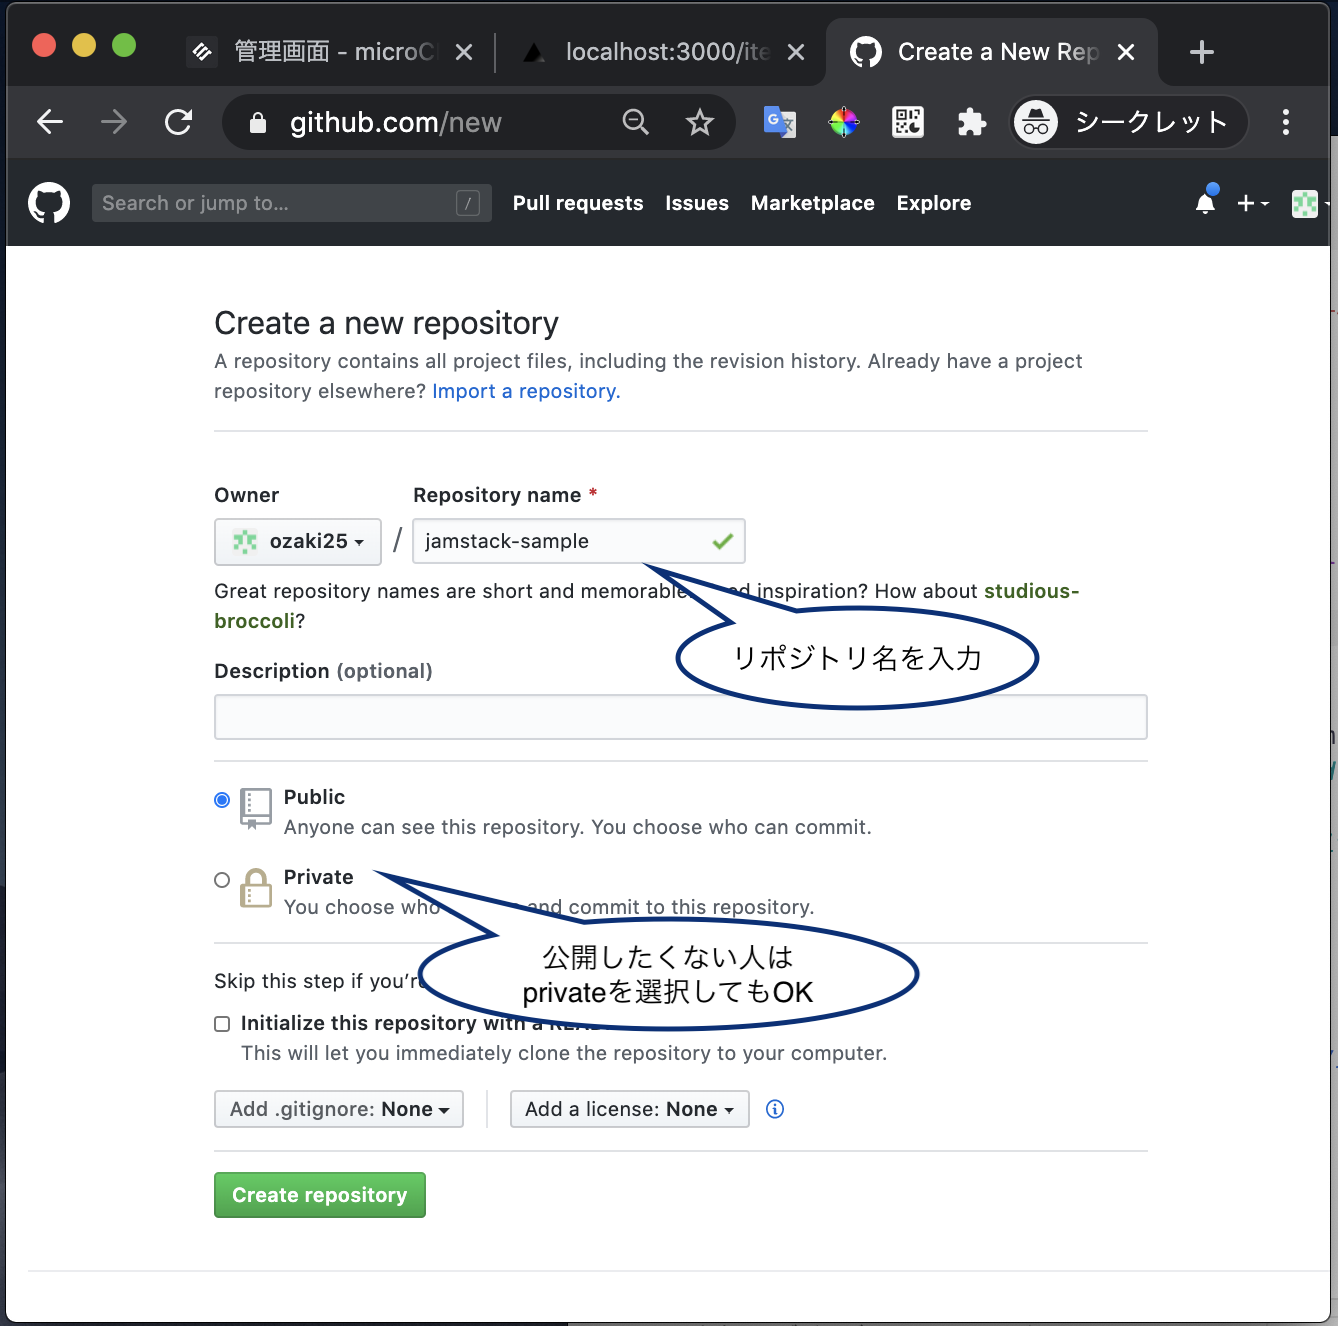 管理画面 - microC
localhost:3000/ite
Create a New Rep
github.com/new
シークレット
Search or jump to...
/
Pull requests
Issues
Marketplace
Explore
Create a new repository
A repository contains all project files, including the revision history. Already have a project
repository elsewhere? Import a repository.
Owner
Repository name *
ozaki25
/
jamstack-sample
Great repository names are short and memorable. inspiration? How about studious-
broccoli?
リポジトリ名を入力
Description (optional)
Public
Anyone can see this repository. You choose who can commit.
Private
You choose who and commit to this repository.
公開したくない人は
privateを選択してもOK
Skip this step if you're
Initialize this repository with a
This will let you immediately clone the repository to your computer.
Add .gitignore: None
Add a license: None
Create repository